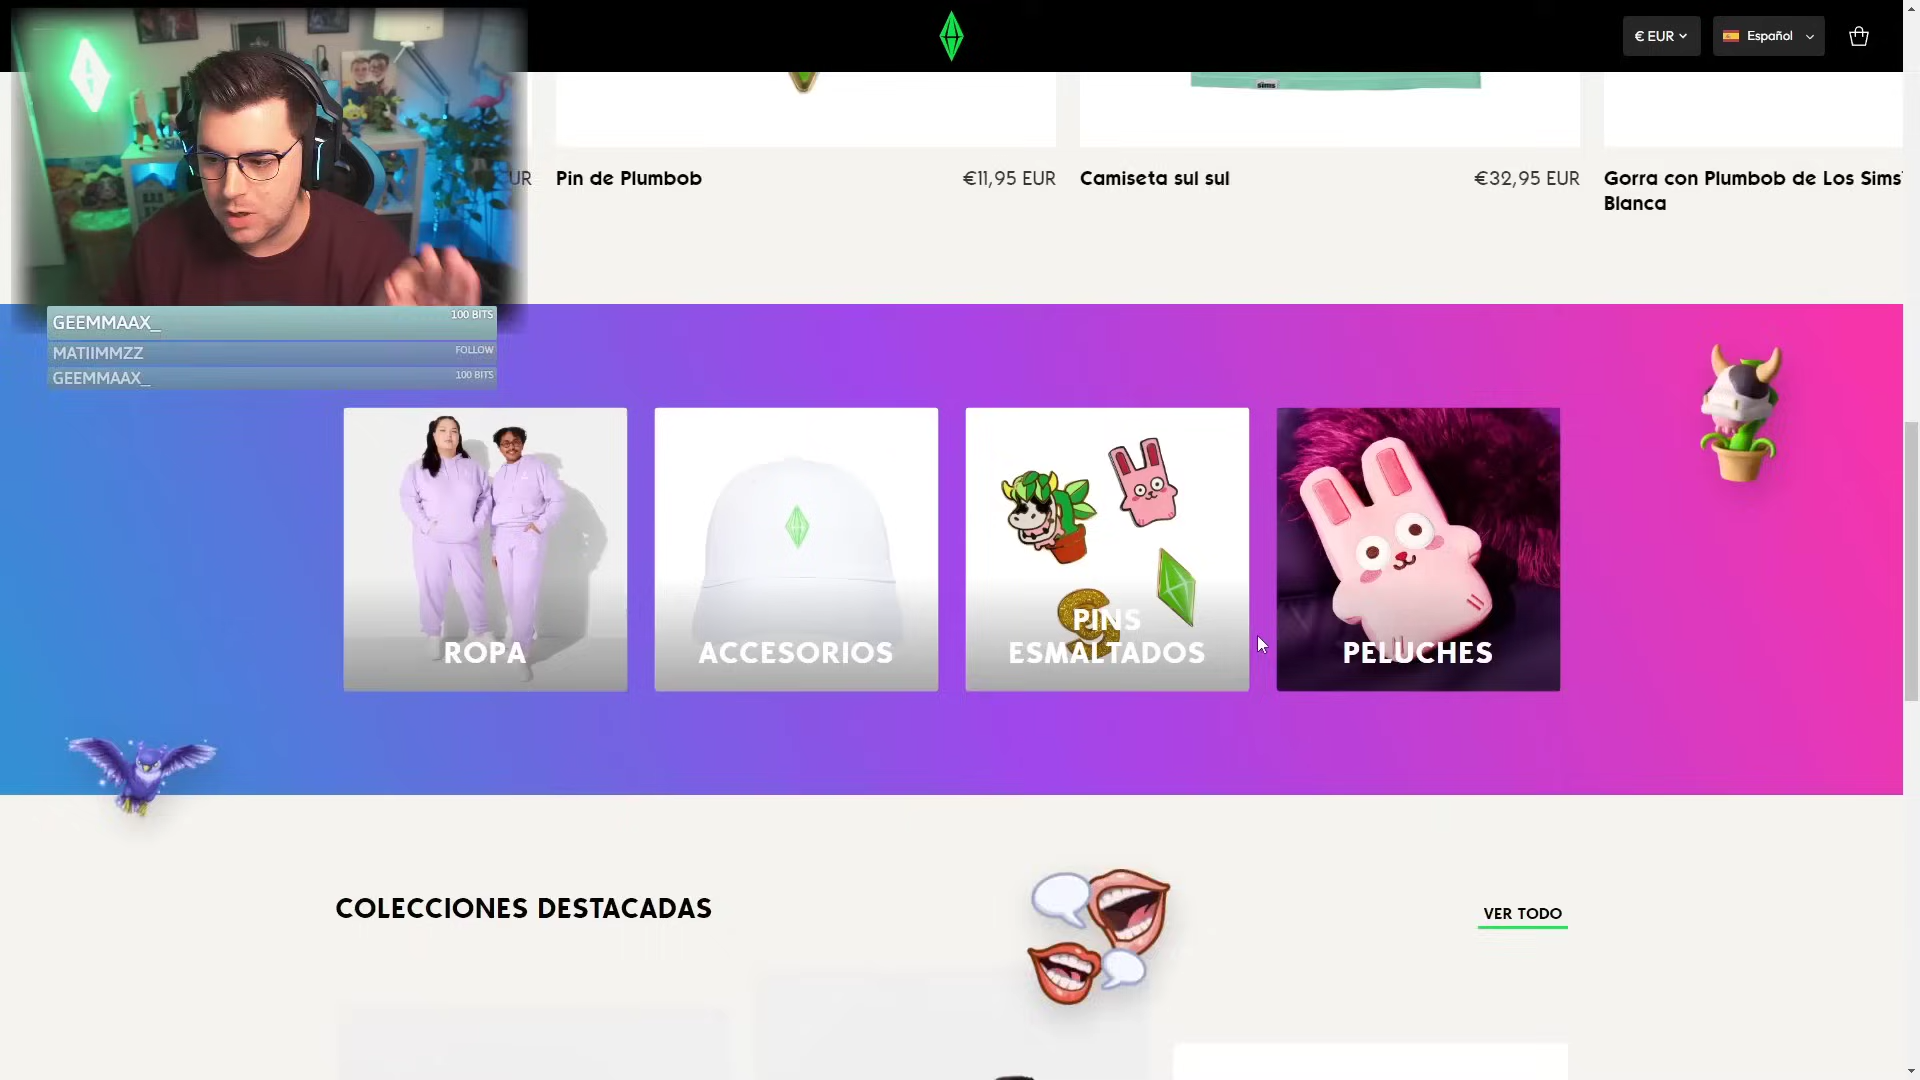 € EUR
Español
UR
Pin de Plumbob
€11,95 EUR
Camiseta sul sul
€32,95 EUR
Gorra con Plumbob de Los Sims
Blanca
sims
GEEMMAAX_
100 BITS
MATIIMMZZ
FOLLOW
GEEMMAAX_
100 BITS
ROPA
ACCESORIOS
PINS
ESMALTADOS
PELUCHES
COLECCIONES DESTACADAS
VER TODO